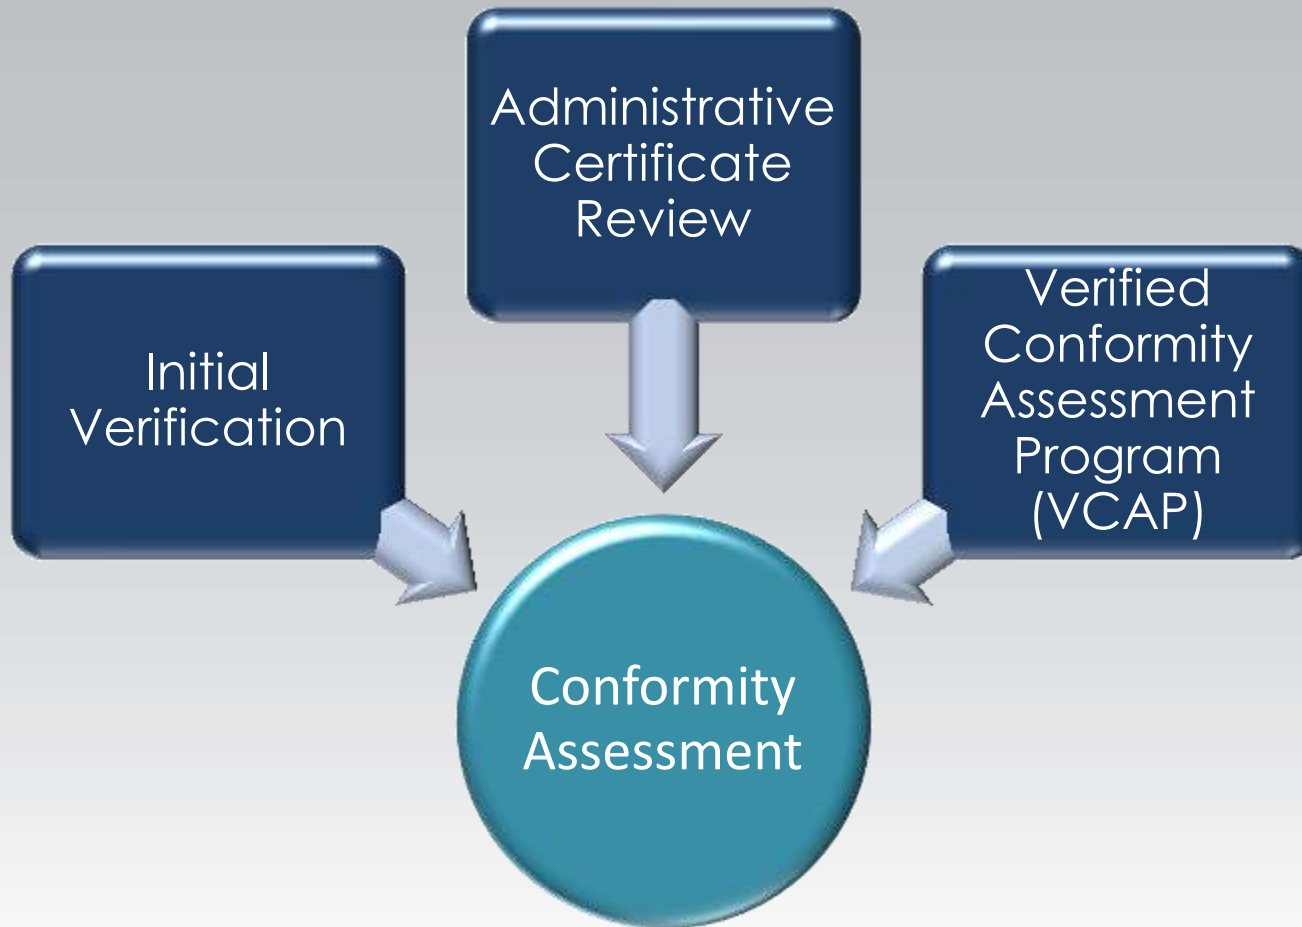 Administrative
Certificate
Review
Initial
Verification
Verified
Conformity
Assessment
Program
(VCAP)
Conformity
Assessment